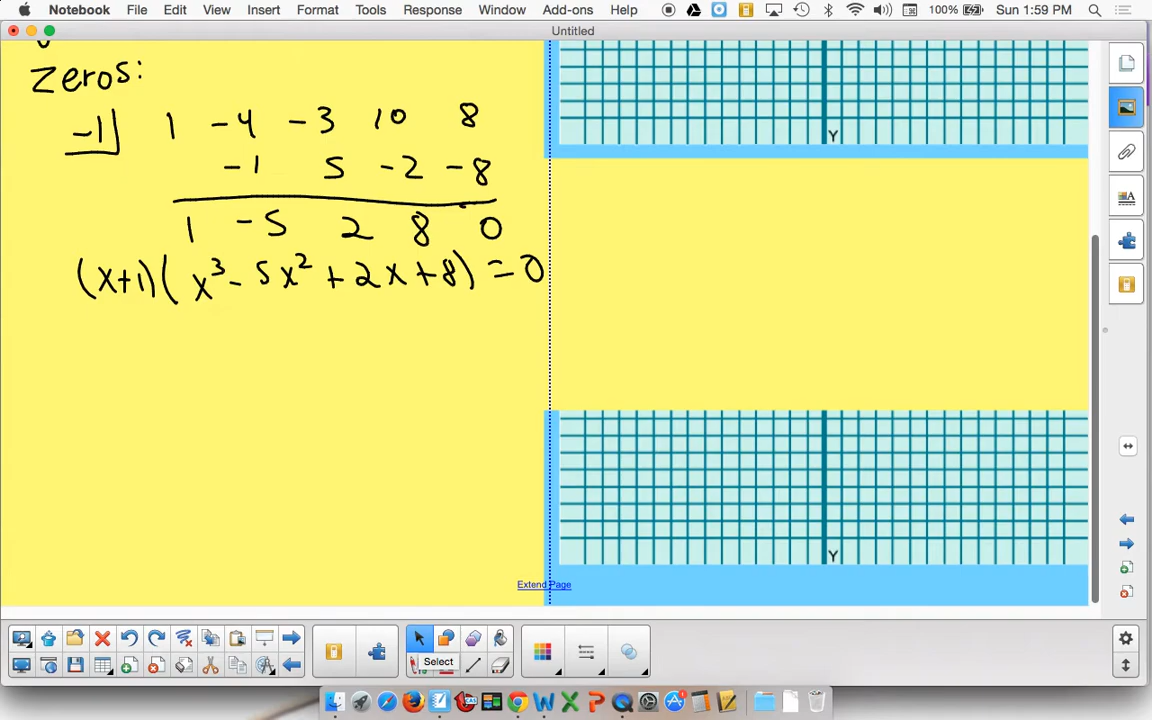 Notebook File Edit View Insert Format Tools Response Window Add-ons Help 100% Sun 1:59 PM
Untitled
zeros:
-1 1 -4 -3 10 8
-1 5 -2 -8
1 -5 2 8 0
(x+1)(x³-5x²+2x+8)=0
Y
Y
Extend Page
Select